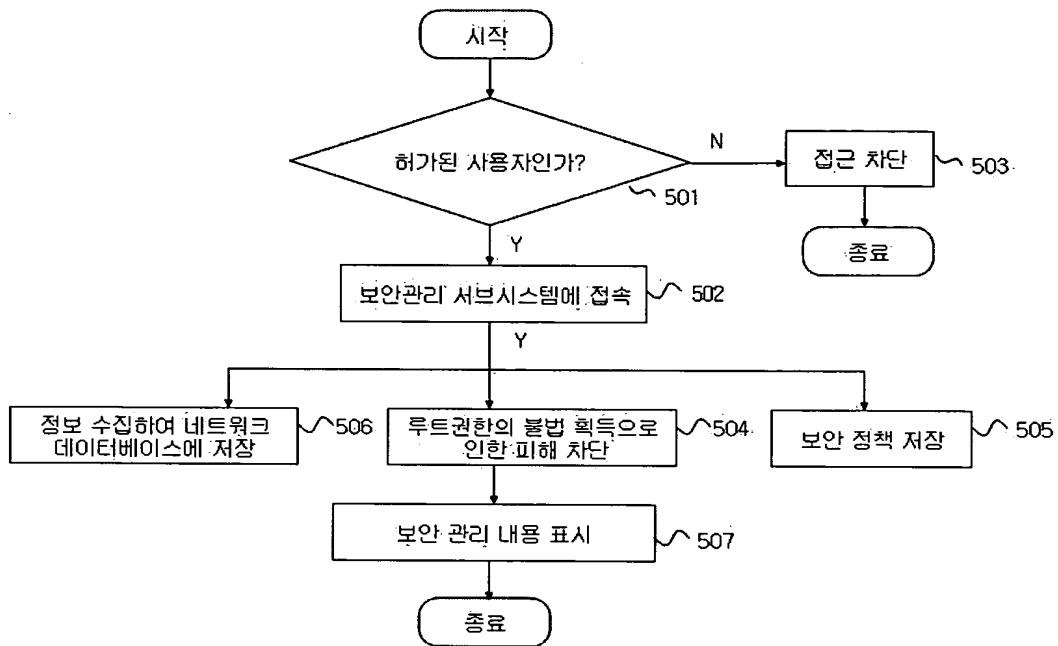 시작
허가된 사용자인가?
501
N
접근 차단
503
종료
Y
보안관리 서브시스템에 접속
502
Y
정보 수집하여 네트워크
데이터베이스에 저장
506
루트권한의 불법 획득으로
인한 피해 차단
504
보안 정책 저장
505
보안 관리 내용 표시
507
종료